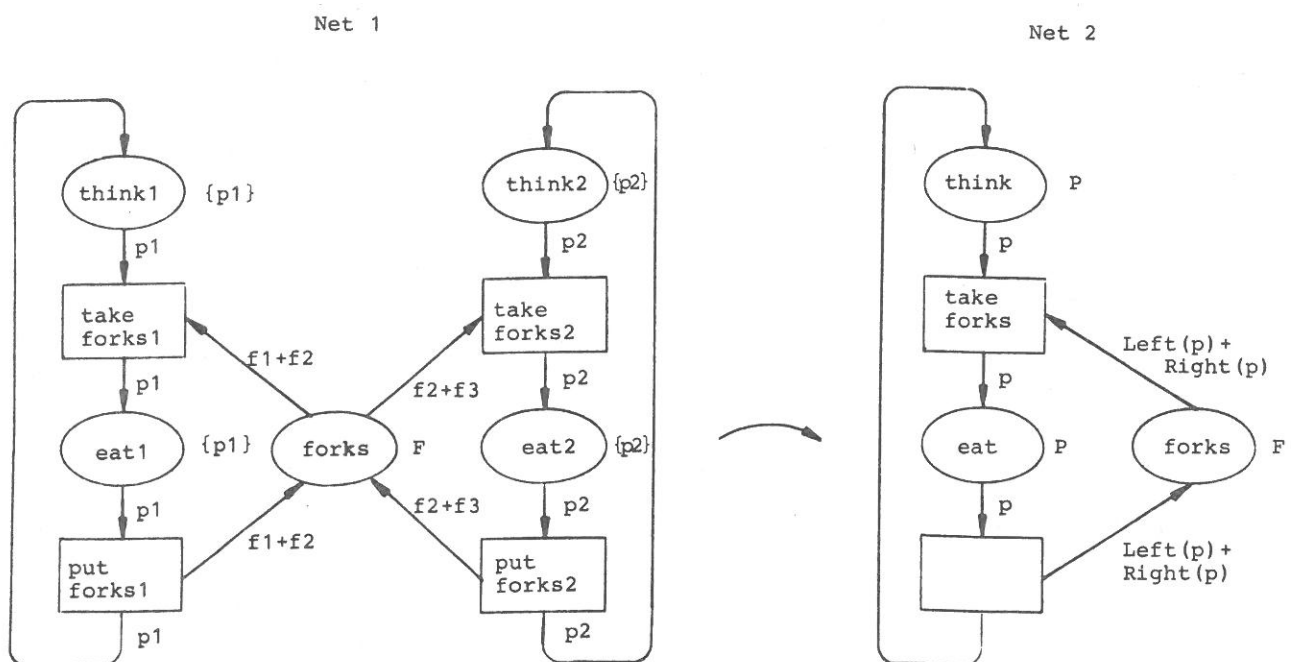 Net 1
Net 2
think1
{p1}
think2
{p2}
think
P
p1
p2
p
take
forks1
take
forks2
take
forks
f1+f2
f2+f3
Left(p)+
Right(p)
p1
p2
p
eat1
{p1}
forks
F
eat2
{p2}
eat
P
forks
F
p1
f1+f2
f2+f3
p2
p
Left(p)+
Right(p)
put
forks1
put
forks2
p1
p2